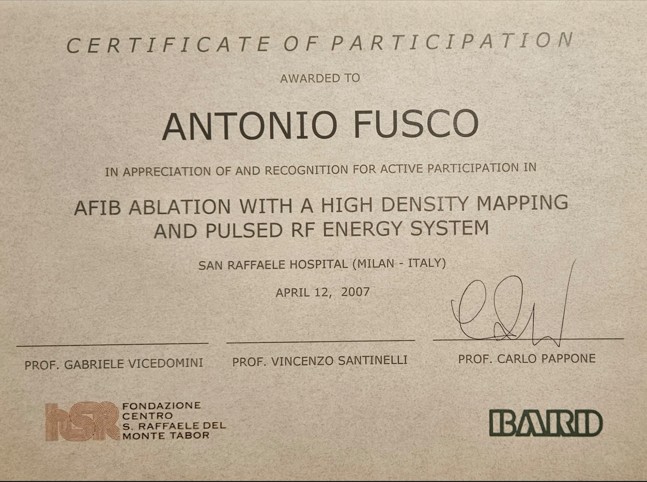 CERTIFICATE OF PARTICIPATION
AWARDED TO
ANTONIO FUSCO
IN APPRECIATION OF AND RECOGNITION FOR ACTIVE PARTICIPATION IN
AFIB ABLATION WITH A HIGH DENSITY MAPPING
AND PULSED RF ENERGY SYSTEM
SAN RAFFAELE HOSPITAL (MILAN - ITALY)
APRIL 12, 2007
PROF. GABRIELE VICEDOMINI PROF. VINCENZO SANTINELLI PROF. CARLO PAPPONE
hSR
FONDAZIONE
CENTRO
S. RAFFAELE DEL
MONTE TABOR
BARD